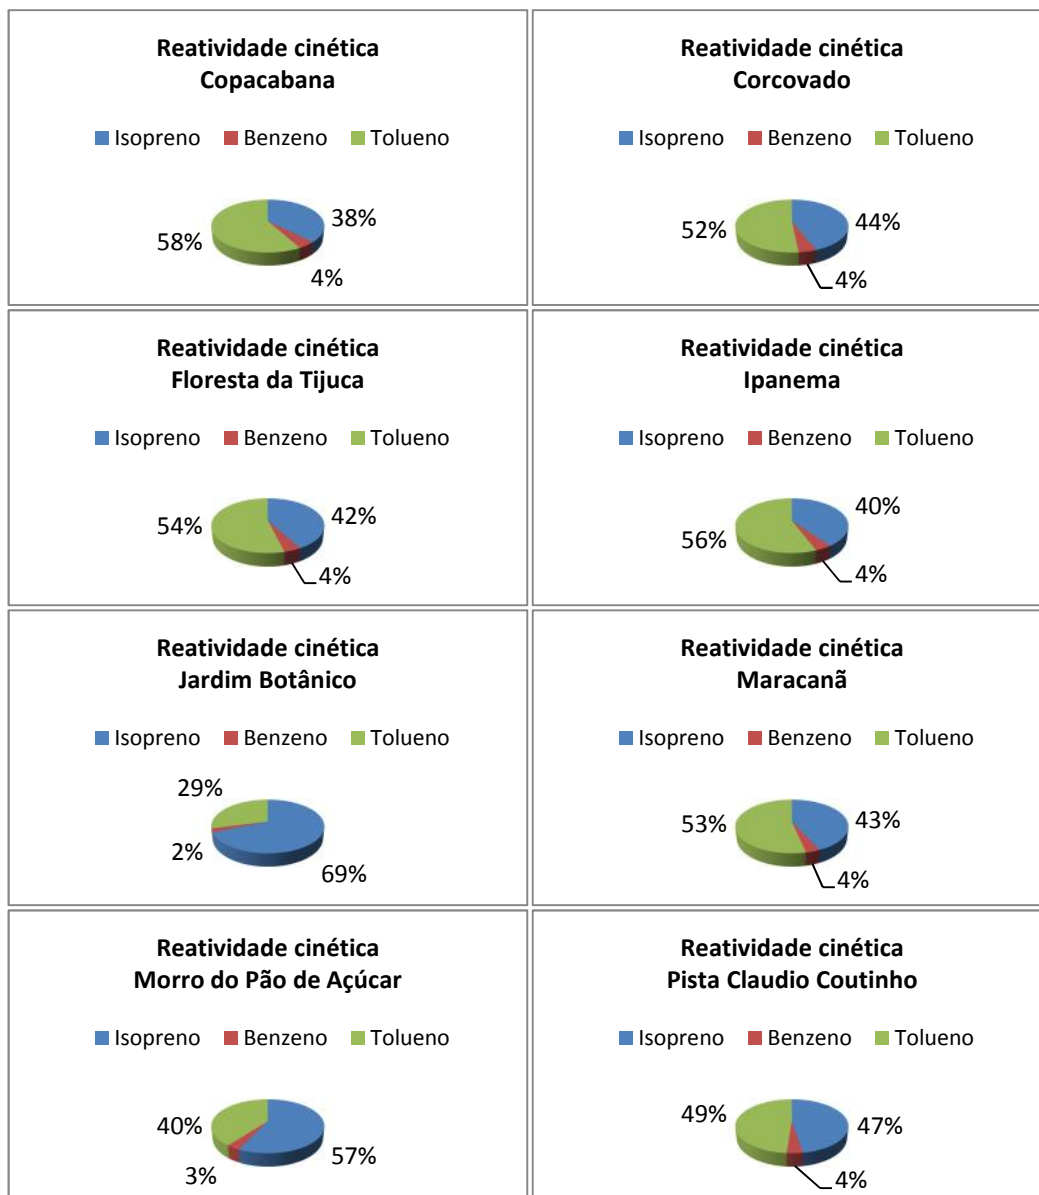 Reatividade cinética
Copacabana
Isopreno Benzeno Tolueno
38%
58%
4%
Reatividade cinética
Corcovado
Isopreno Benzeno Tolueno
44%
52%
4%
Reatividade cinética
Floresta da Tijuca
Isopreno Benzeno Tolueno
54%
42%
4%
Reatividade cinética
Ipanema
Isopreno Benzeno Tolueno
40%
56%
4%
Reatividade cinética
Jardim Botânico
Isopreno Benzeno Tolueno
29%
2%
69%
Reatividade cinética
Maracanã
Isopreno Benzeno Tolueno
53%
43%
4%
Reatividade cinética
Morro do Pão de Açúcar
Isopreno Benzeno Tolueno
40%
57%
3%
Reatividade cinética
Pista Claudio Coutinho
Isopreno Benzeno Tolueno
49%
47%
4%